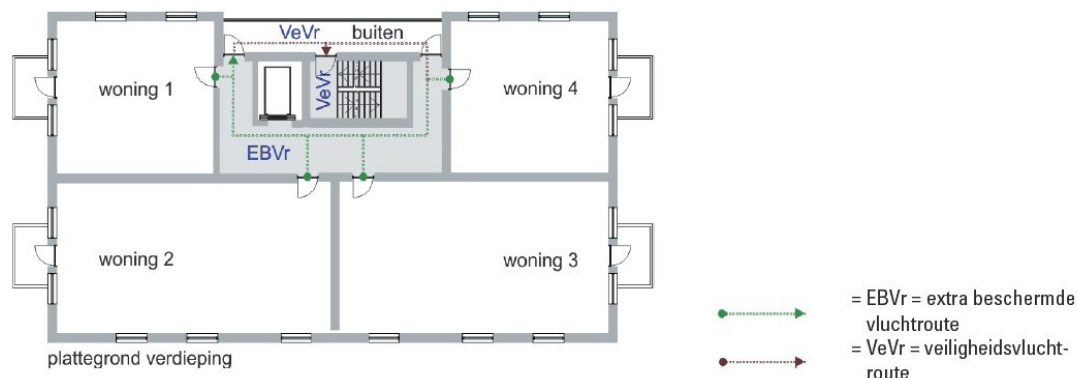 VeVr buiten
woning 1
VeVr
woning 4
EBVr
woning 2
woning 3
plattegrond verdieping
= EBVr = extra beschermde
vluchtroute
= VeVr = veiligheidsvlucht-
route